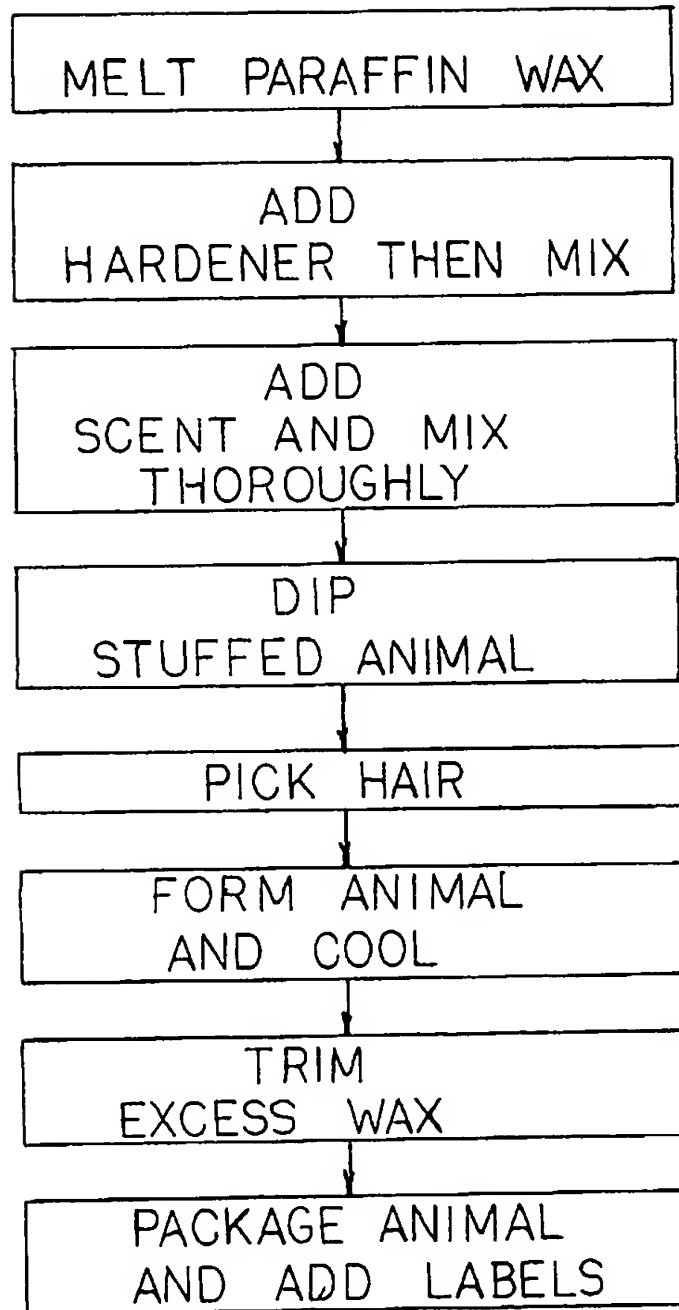 MELT PARAFFIN WAX
ADD
HARDENER THEN MIX
ADD
SCENT AND MIX
THOROUGHLY
DIP
STUFFED ANIMAL
PICK HAIR
FORM ANIMAL
AND COOL
TRIM
EXCESS WAX
PACKAGE ANIMAL
AND ADD LABELS